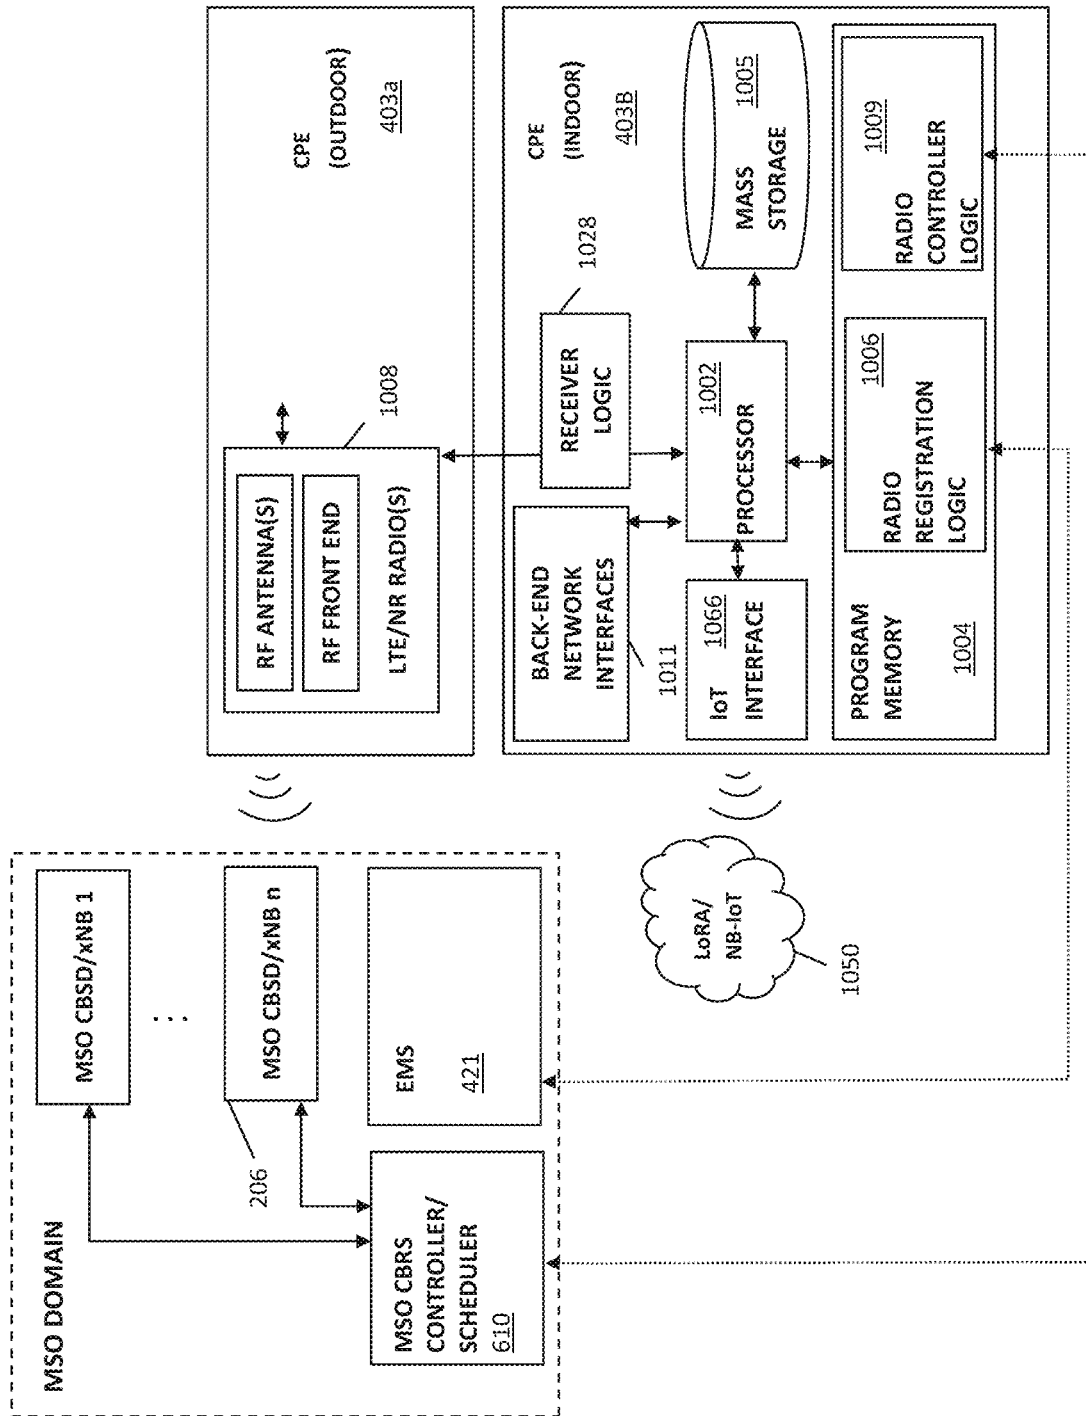 MSO DOMAIN
MSO CBSD/xNB 1
. . .
MSO CBSD/xNB n
206
MSO CBRS
CONTROLLER/
SCHEDULER
610
EMS
421
LoRA/
NB-IoT
1050
CPE
(OUTDOOR)
403a
RF ANTENNA(S)
RF FRONT END
LTE/NR RADIO(S)
1008
CPE
(INDOOR)
403B
BACK-END
NETWORK
INTERFACES
1011
RECEIVER
LOGIC
1028
IoT
1066
INTERFACE
1002
PROCESSOR
1005
MASS
STORAGE
PROGRAM
MEMORY
1004
1006
RADIO
REGISTRATION
LOGIC
1009
RADIO
CONTROLLER
LOGIC